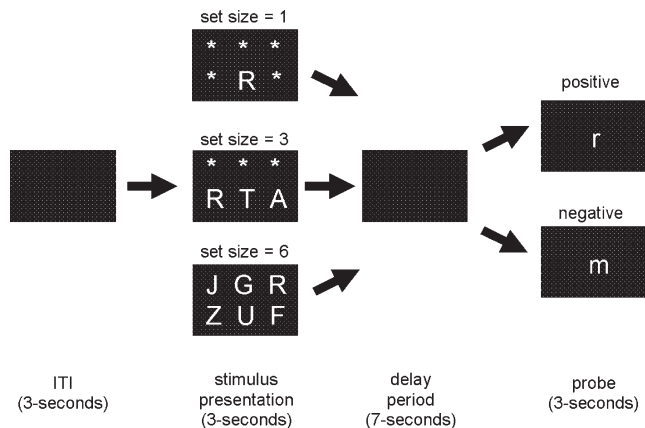 set size = 1
* * *
* R *
set size = 3
* * *
R T A
set size = 6
J G R
Z U F
positive
r
negative
m
ITI
(3-seconds)
stimulus
presentation
(3-seconds)
delay
period
(7-seconds)
probe
(3-seconds)